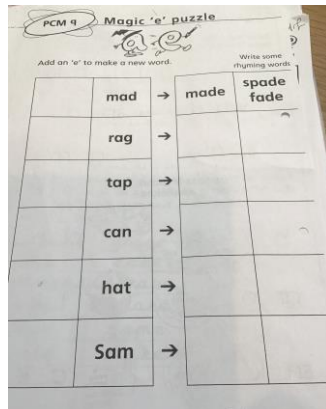 PCM 9 Magic 'e' puzzle
Add an 'e' to make a new word.
Write some
rhyming words
mad → made spade
fade
rag →
tap →
can →
hat →
Sam →